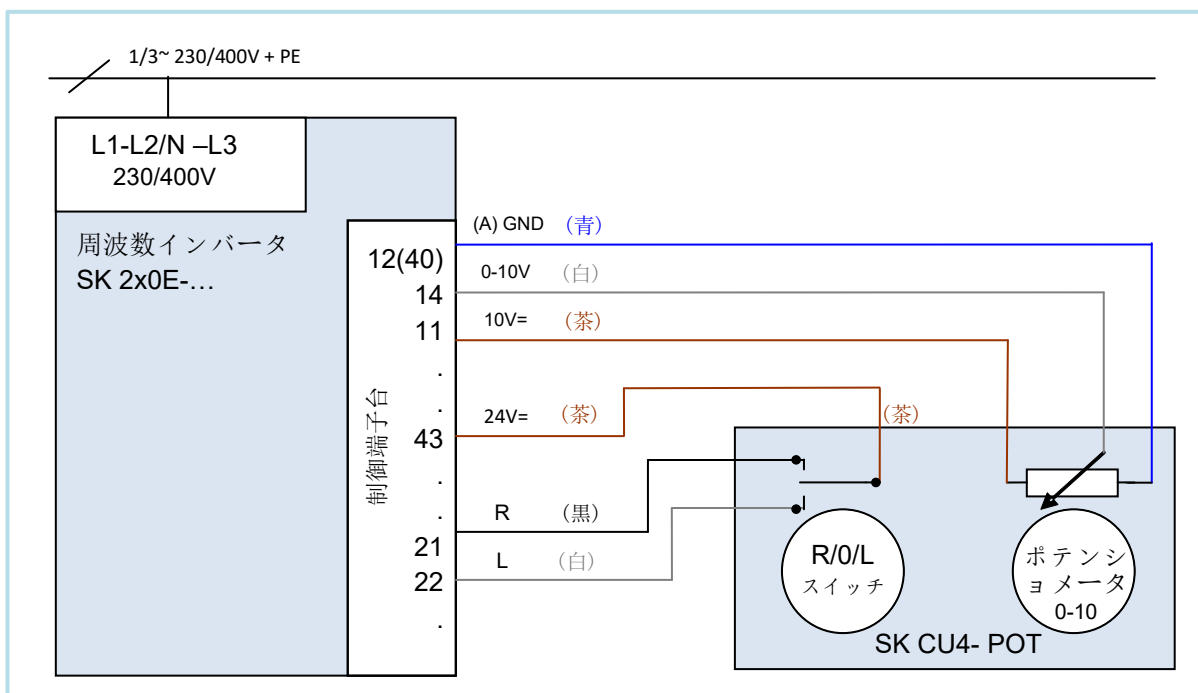 1/3~ 230/400V + PE
L1-L2/N –L3
230/400V
周波数インバータ
SK 2x0E-…
制御端子台
12(40)
14
11
.
.
43
.
.
21
22
.
(A) GND （青）
0-10V （白）
10V= （茶）
24V= （茶）
（茶）
R （黒）
L （白）
R/0/L
スイッチ
ポテンシ
ョメータ
0-10
SK CU4- POT